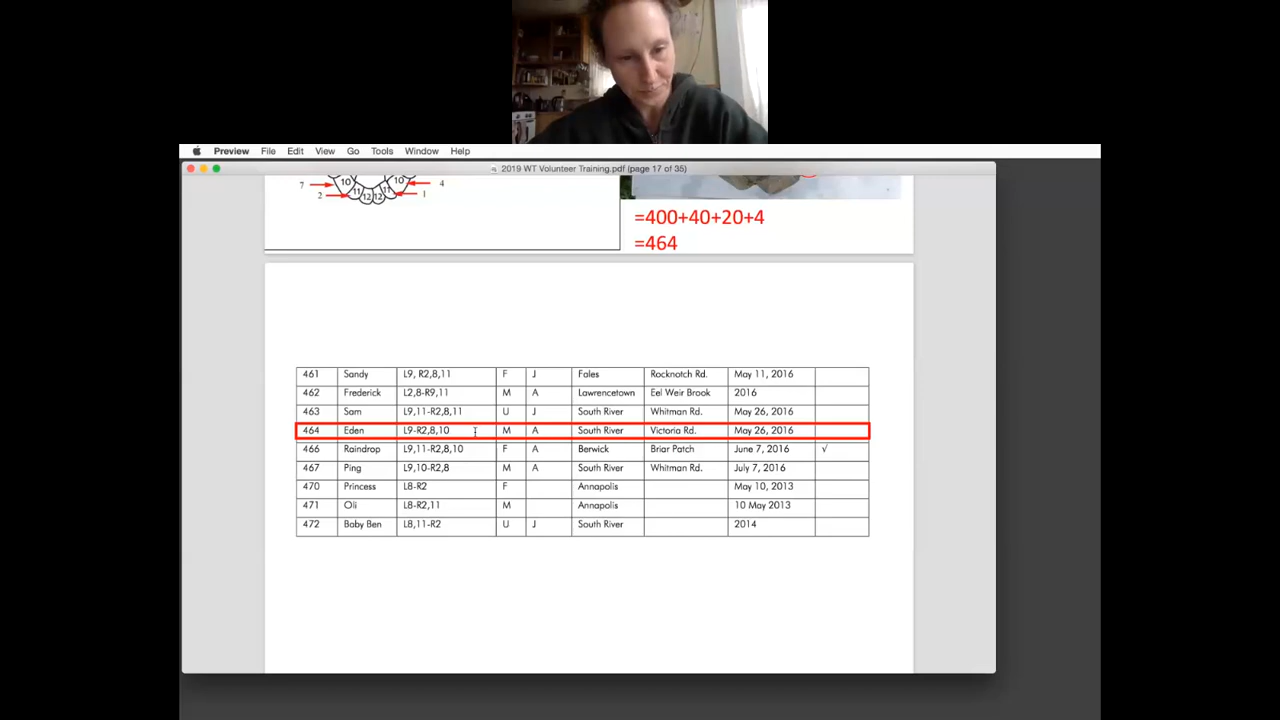 Preview File Edit View Go Tools Window Help
2019 WT Volunteer Training.pdf (page 17 of 35)
7 10 10 4
2 11 12 12 11 1
=400+40+20+4
=464
461 Sandy L9, R2,8,11 F J Fales Rocknotch Rd. May 11, 2016
462 Frederick L2,8-R9,11 M A Lawrencetown Eel Weir Brook 2016
463 Sam L9,11-R2,8,11 U J South River Whitman Rd. May 26, 2016
464 Eden L9-R2,8,10 M A South River Victoria Rd. May 26, 2016
466 Raindrop L9,11-R2,8,10 F A Berwick Briar Patch June 7, 2016 √
467 Ping L9,10-R2,8 M A South River Whitman Rd. July 7, 2016
470 Princess L8-R2 F Annapolis May 10, 2013
471 Oli L8-R2,11 M Annapolis 10 May 2013
472 Baby Ben L8,11-R2 U J South River 2014